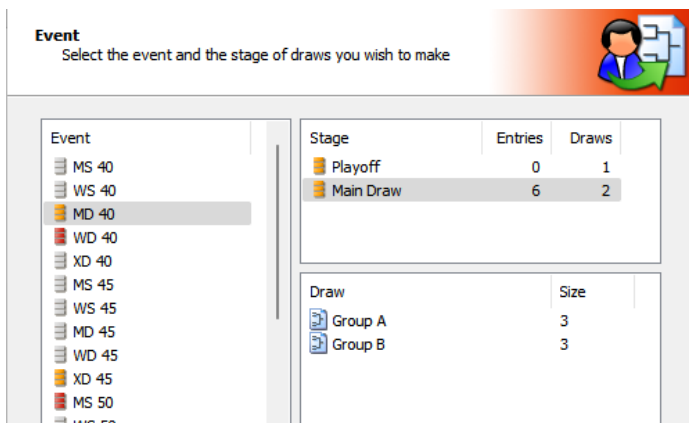 Event
Select the event and the stage of draws you wish to make
Event
MS 40
WS 40
MD 40
WD 40
XD 40
MS 45
WS 45
MD 45
WD 45
XD 45
MS 50
Stage Entries Draws
Playoff 0 1
Main Draw 6 2
Draw Size
Group A 3
Group B 3